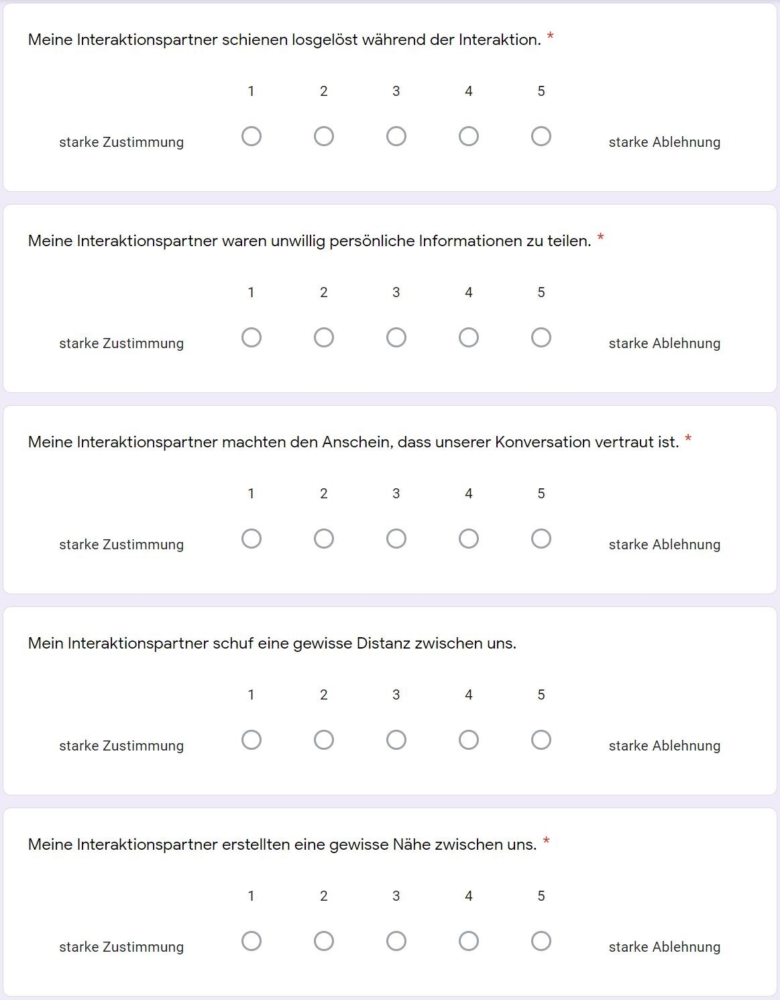 Meine Interaktionspartner schienen losgelöst während der Interaktion. *
1 2 3 4 5
starke Zustimmung starke Ablehnung
Meine Interaktionspartner waren unwillig persönliche Informationen zu teilen. *
1 2 3 4 5
starke Zustimmung starke Ablehnung
Meine Interaktionspartner machten den Anschein, dass unserer Konversation vertraut ist. *
1 2 3 4 5
starke Zustimmung starke Ablehnung
Mein Interaktionspartner schuf eine gewisse Distanz zwischen uns.
1 2 3 4 5
starke Zustimmung starke Ablehnung
Meine Interaktionspartner erstellten eine gewisse Nähe zwischen uns. *
1 2 3 4 5
starke Zustimmung starke Ablehnung